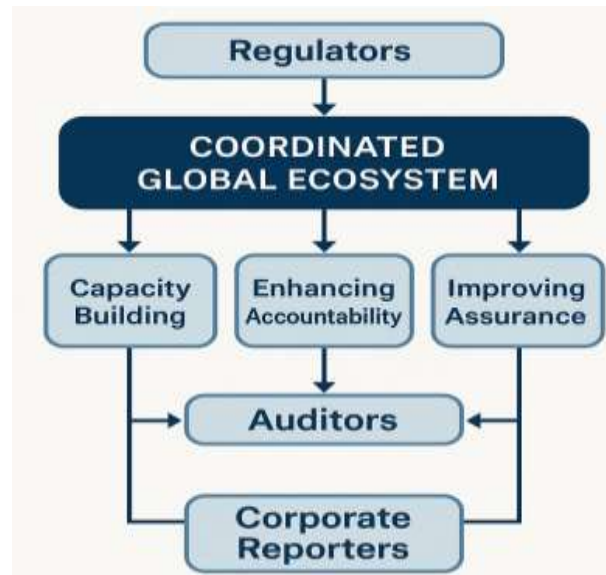 Regulators
COORDINATED
GLOBAL ECOSYSTEM
Capacity
Building
Enhancing
Accountability
Improving
Assurance
Auditors
Corporate
Reporters